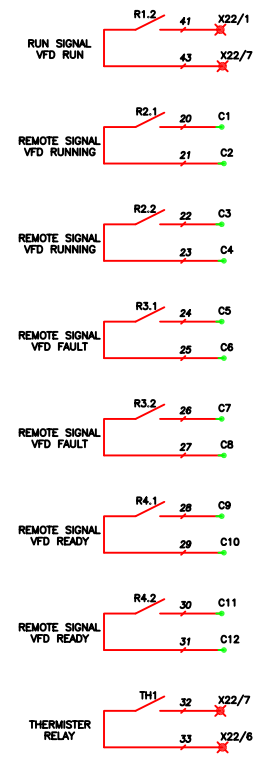 R1.2 41 X22/1
RUN SIGNAL
VFD RUN
43 X22/7
R2.1 20 C1
REMOTE SIGNAL
VFD RUNNING
21 C2
R2.2 22 C3
REMOTE SIGNAL
VFD RUNNING
23 C4
R3.1 24 C5
REMOTE SIGNAL
VFD FAULT
25 C6
R3.2 26 C7
REMOTE SIGNAL
VFD FAULT
27 C8
R4.1 28 C9
REMOTE SIGNAL
VFD READY
29 C10
R4.2 30 C11
REMOTE SIGNAL
VFD READY
31 C12
TH1 32 X22/7
THERMISTER
RELAY
33 X22/6